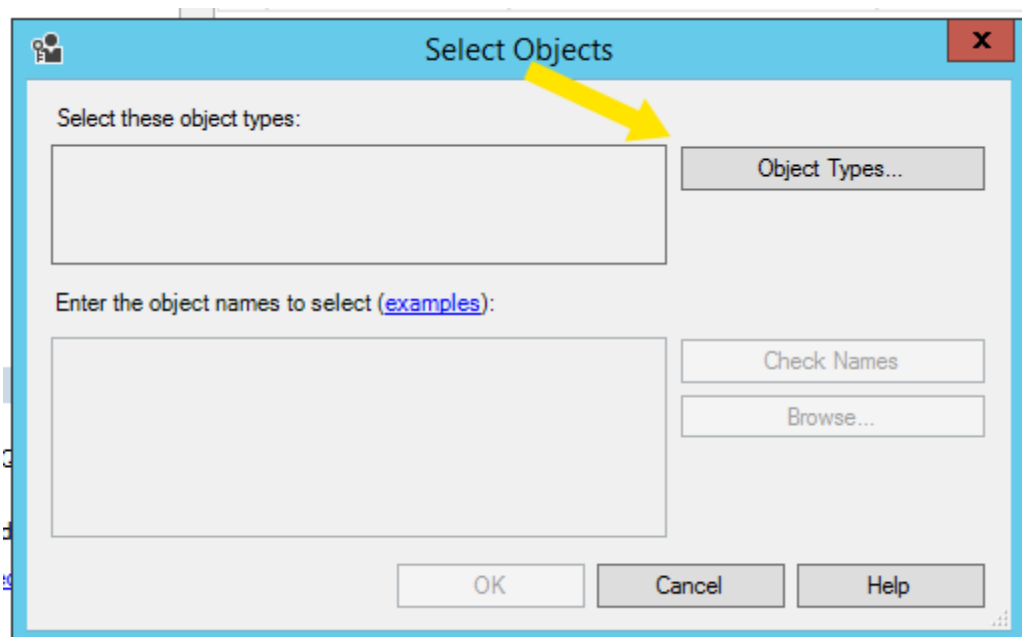 Select Objects
x
Select these object types:
Object Types...
Enter the object names to select (examples):
Check Names
Browse...
OK
Cancel
Help